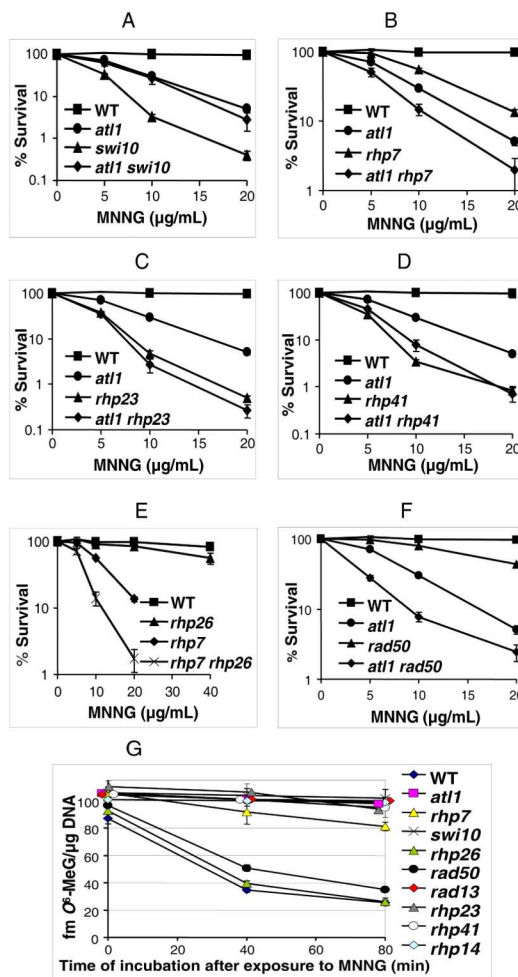 A
% Survival
100
10
1
0.1
WT
atl1
swi10
atl1 swi10
0 5 10 15 20
MNNG (µg/mL)
B
% Survival
100
10
1
WT
atl1
rhp7
atl1 rhp7
0 5 10 15 20
MNNG (µg/mL)
C
% Survival
100
10
1
0.1
WT
atl1
rhp23
atl1 rhp23
0 5 10 15 20
MNNG (µg/mL)
D
% Survival
100
10
1
0.1
WT
atl1
rhp41
atl1 rhp41
0 5 10 15 20
MNNG (µg/mL)
E
% Survival
100
10
1
WT
rhp26
rhp7
rhp7 rhp26
0 10 20 30 40
MNNG (µg/mL)
F
% Survival
100
10
1
WT
atl1
rad50
atl1 rad50
0 5 10 15 20
MNNG (µg/mL)
G
fm O⁶-MeG/µg DNA
100
80
60
40
20
0
0 40 80
Time of incubation after exposure to MNNG (min)
WT
atl1
rhp7
swi10
rhp26
rad50
rad13
rhp23
rhp41
rhp14